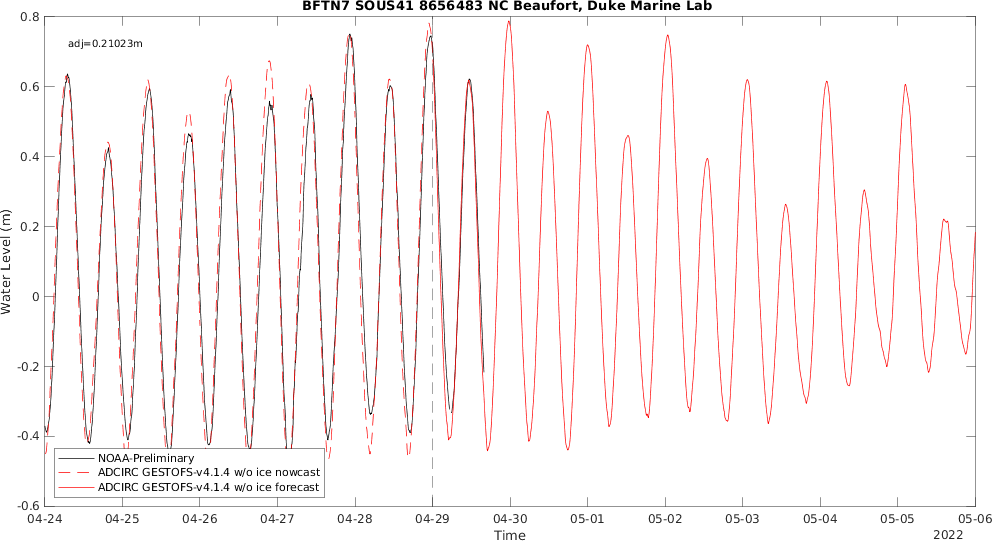 BFTN7 SOUS41 8656483 NC Beaufort, Duke Marine Lab
adj=0.21023m
Water Level (m)
0.8
0.6
0.4
0.2
0
-0.2
-0.4
-0.6
NOAA-Preliminary
ADCIRC GESTOFS-v4.1.4 w/o ice nowcast
ADCIRC GESTOFS-v4.1.4 w/o ice forecast
04-24 04-25 04-26 04-27 04-28 04-29 04-30 05-01 05-02 05-03 05-04 05-05 05-06
Time
2022